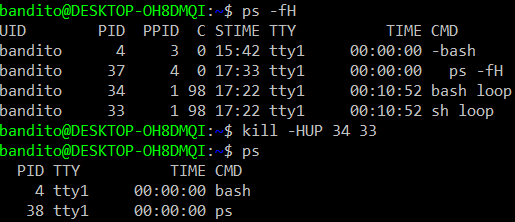 bandito@DESKTOP-OH8DMQI:~$ ps -fH
UID        PID  PPID  C STIME TTY          TIME CMD
bandito      4     3  0 15:42 tty1     00:00:00 -bash
bandito     37     4  0 17:33 tty1     00:00:00   ps -fH
bandito     34     1 98 17:22 tty1     00:10:52 bash loop
bandito     33     1 98 17:22 tty1     00:10:52 sh loop
bandito@DESKTOP-OH8DMQI:~$ kill -HUP 34 33
bandito@DESKTOP-OH8DMQI:~$ ps
  PID TTY          TIME CMD
    4 tty1     00:00:00 bash
   38 tty1     00:00:00 ps